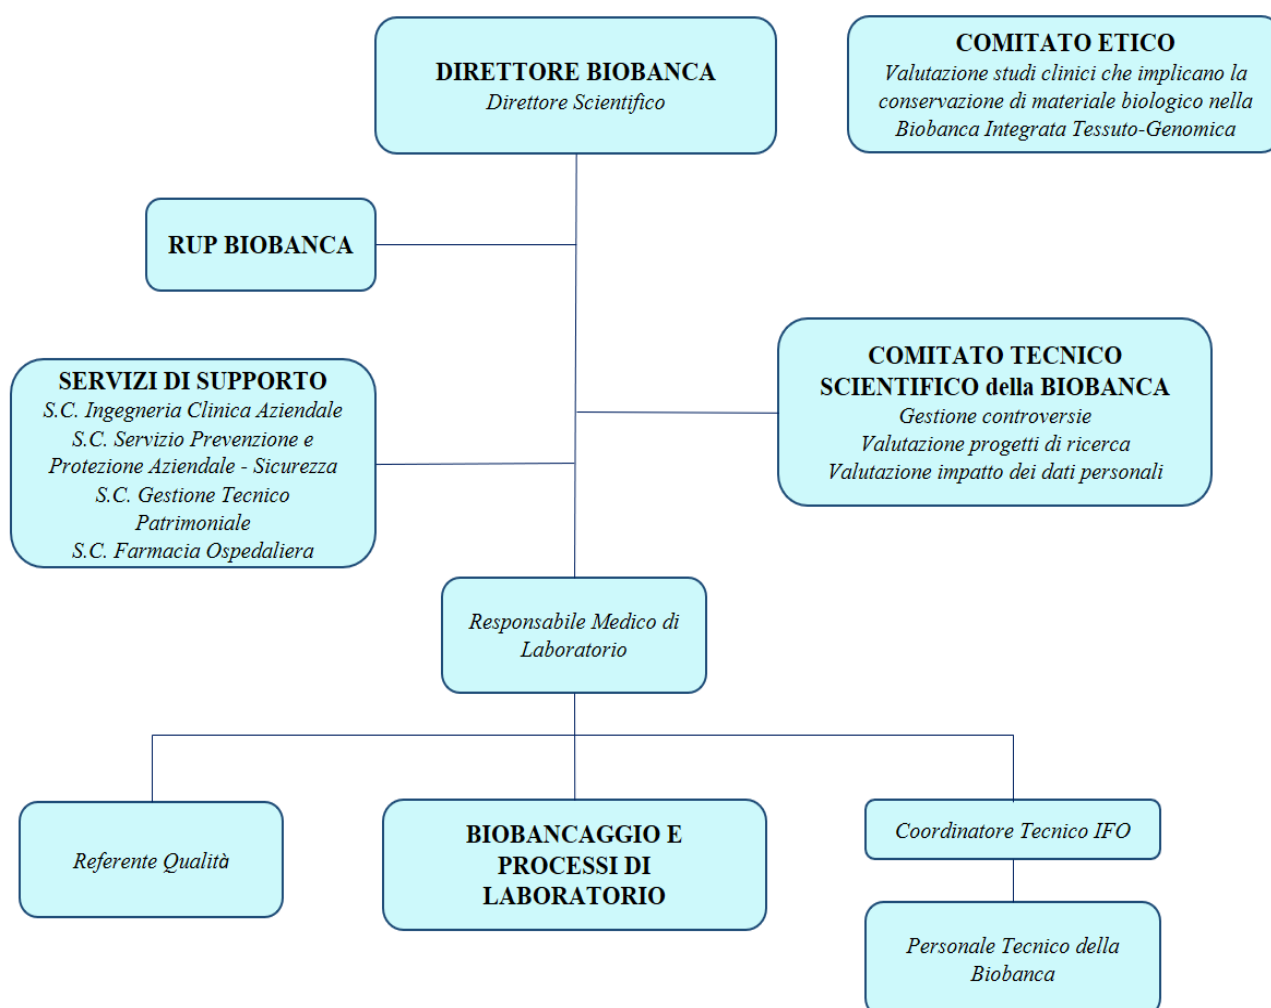 DIRETTORE BIOBANCA
Direttore Scientifico
COMITATO ETICO
Valutazione studi clinici che implicano la
conservazione di materiale biologico nella
Biobanca Integrata Tessuto-Genomica
RUP BIOBANCA
SERVIZI DI SUPPORTO
S.C. Ingegneria Clinica Aziendale
S.C. Servizio Prevenzione e
Protezione Aziendale - Sicurezza
S.C. Gestione Tecnico
Patrimoniale
S.C. Farmacia Ospedaliera
COMITATO TECNICO
SCIENTIFICO della BIOBANCA
Gestione controversie
Valutazione progetti di ricerca
Valutazione impatto dei dati personali
Responsabile Medico di
Laboratorio
Referente Qualità
BIOBANCAGGIO E
PROCESSI DI
LABORATORIO
Coordinatore Tecnico IFO
Personale Tecnico della
Biobanca